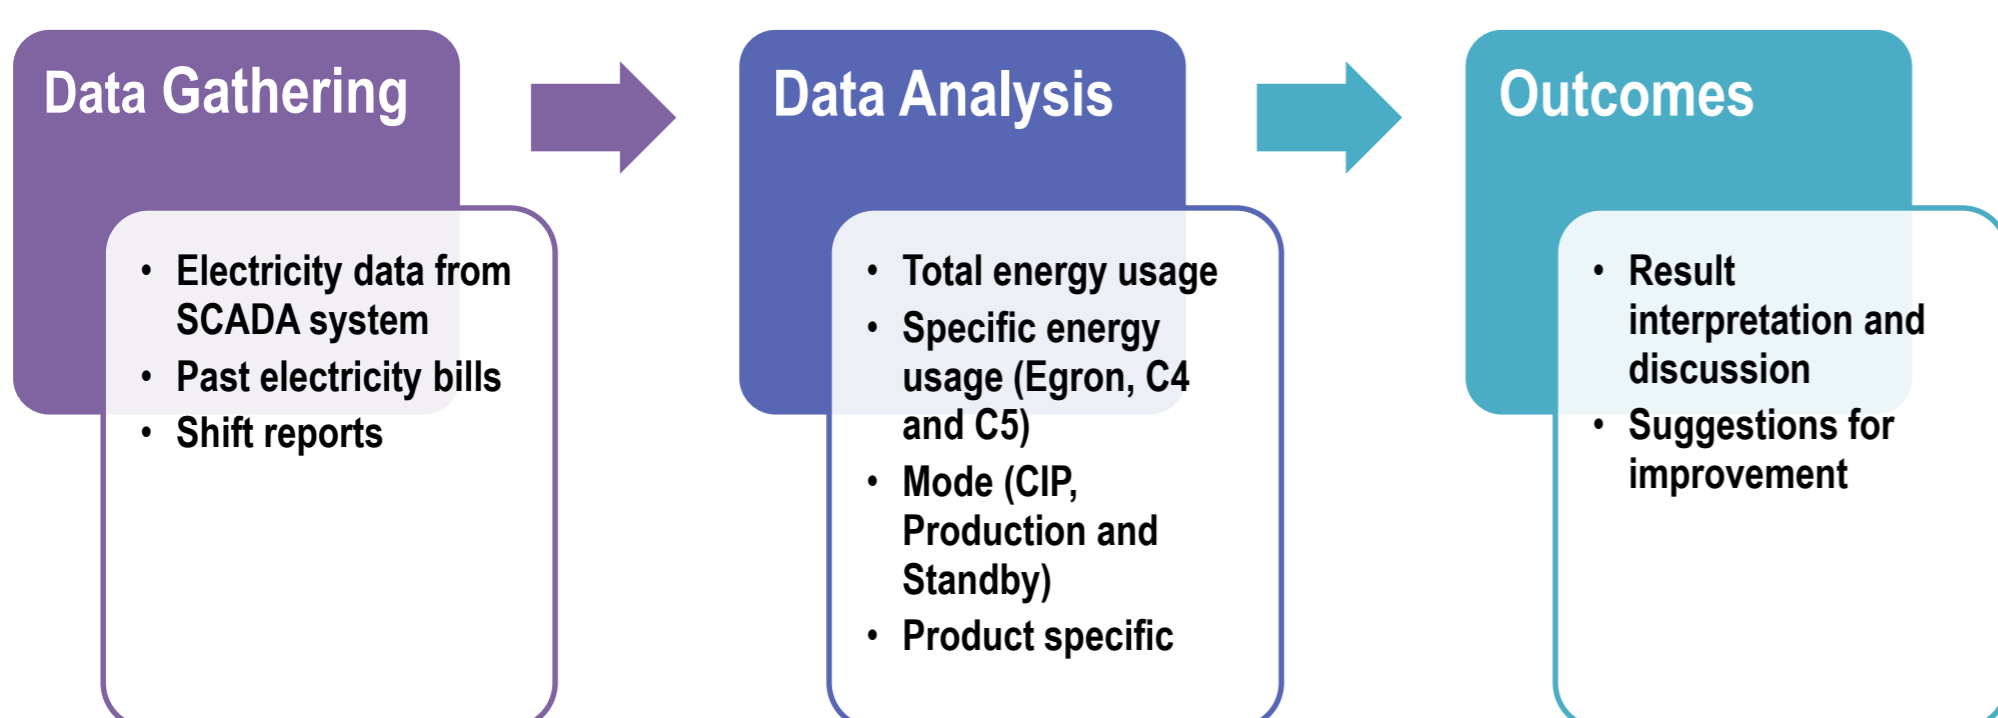 Data Gathering
• Electricity data from
SCADA system
• Past electricity bills
• Shift reports
Data Analysis
• Total energy usage
• Specific energy
usage (Egron, C4
and C5)
• Mode (CIP,
Production and
Standby)
• Product specific
Outcomes
• Result
interpretation and
discussion
• Suggestions for
improvement